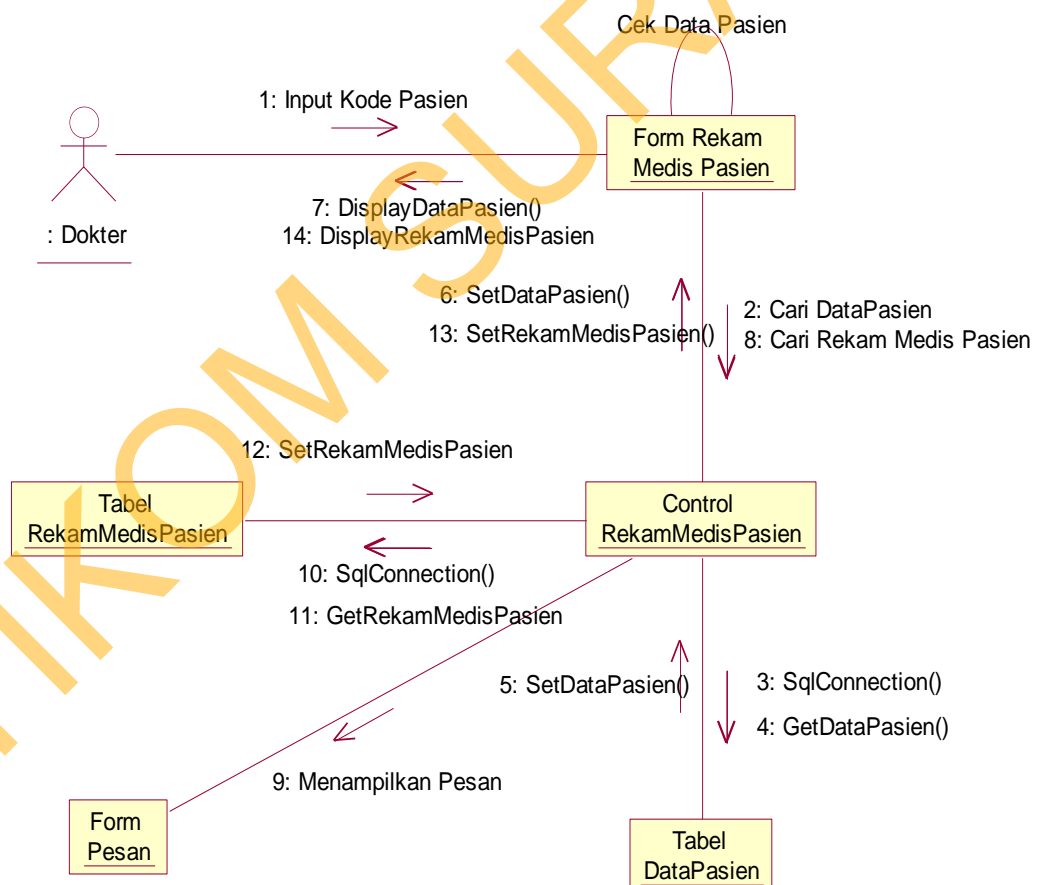 Cek Data Pasien
1: Input Kode Pasien
Form Rekam
Medis Pasien
7: DisplayDataPasien()
14: DisplayRekamMedisPasien
: Dokter
6: SetDataPasien()
13: SetRekamMedisPasien()
2: Cari DataPasien
8: Cari Rekam Medis Pasien
12: SetRekamMedisPasien
Tabel
RekamMedisPasien
Control
RekamMedisPasien
10: SqlConnection()
11: GetRekamMedisPasien
5: SetDataPasien()
3: SqlConnection()
4: GetDataPasien()
9: Menampilkan Pesan
Form
Pesan
Tabel
DataPasien
IKOM SURA